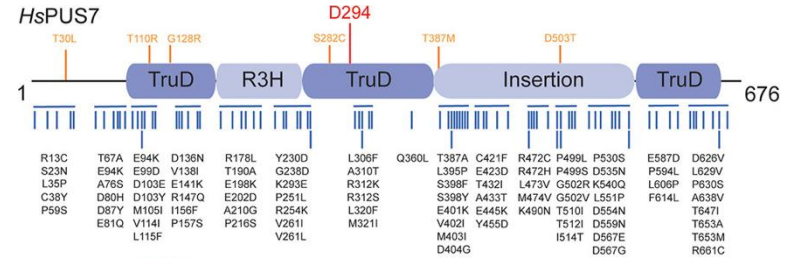 HsPUS7
D294
T30L
T110R
G128R
S282C
T387M
D503T
TruD
R3H
TruD
Insertion
TruD
1
676
R13C T67A E94K D136N R178L Y230D L306F Q360L T387A C421F R472C P499L P530S E587D D626V
S23N E94K E99D V138I T190A G238D A310T L395P E423D R472H P499S D535N P594L L629V
L35P A76S D103E E141K E198K K293E R312K S398F T432I L473V G502R K540Q L606P P630S
C38Y D80H D103Y R147Q E202D P251L R312S S398Y A433T M474V G502V L551P F614L A638V
P59S D87Y M105I I156F A210G R254K L320F E401K E445K K490N T510I D554N T647I
E81Q V114I P157S P216S V261I M321I V402I Y455D T512I D559N T653A
L115F V261L M403I I514T D567E T653M
D404G D567G R661C